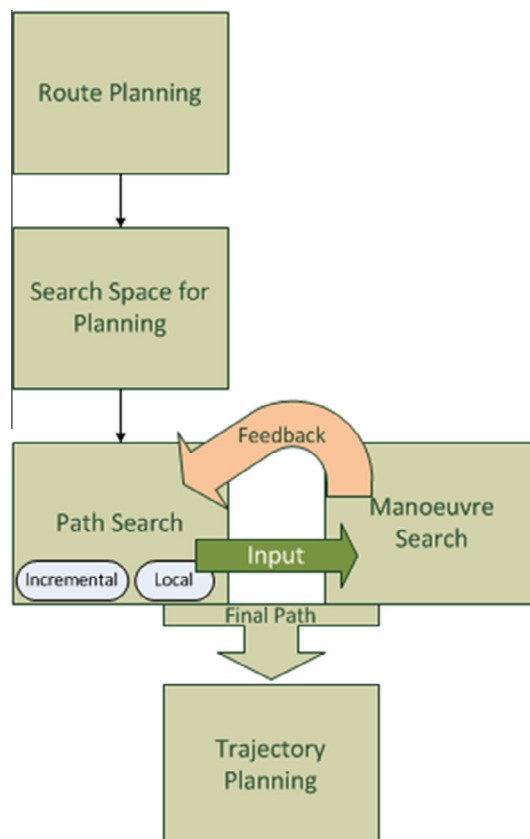 Route Planning
Search Space for
Planning
Feedback
Path Search
Manoeuvre
Search
Input
Incremental
Local
Final Path
Trajectory
Planning